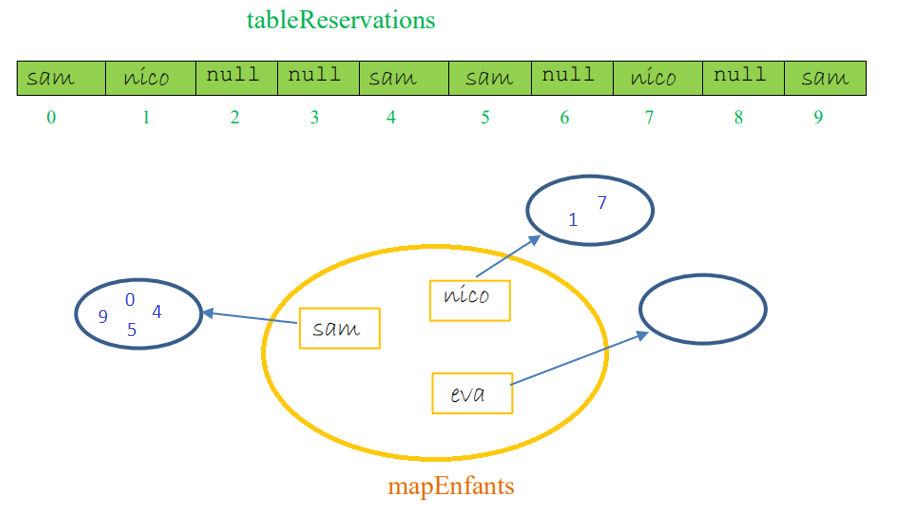 tableReservations
sam nico null null sam sam null nico null sam
0 1 2 3 4 5 6 7 8 9
7
1
nico
0
9 4
5
sam
eva
mapEnfants